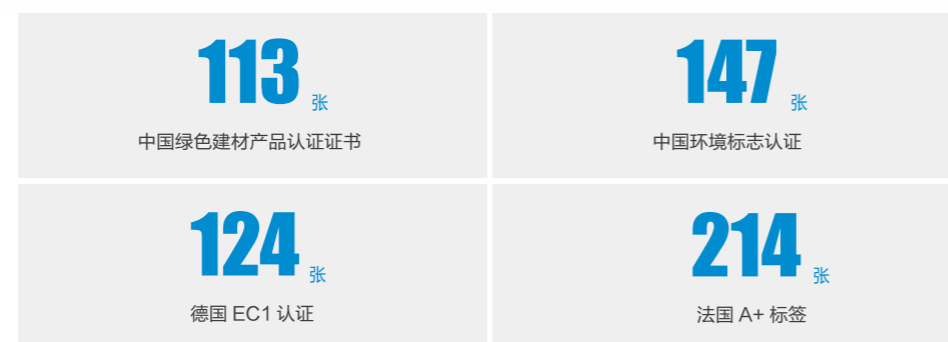 113 张
中国绿色建材产品认证证书
147 张
中国环境标志认证
124 张
德国 EC1 认证
214 张
法国 A+ 标签